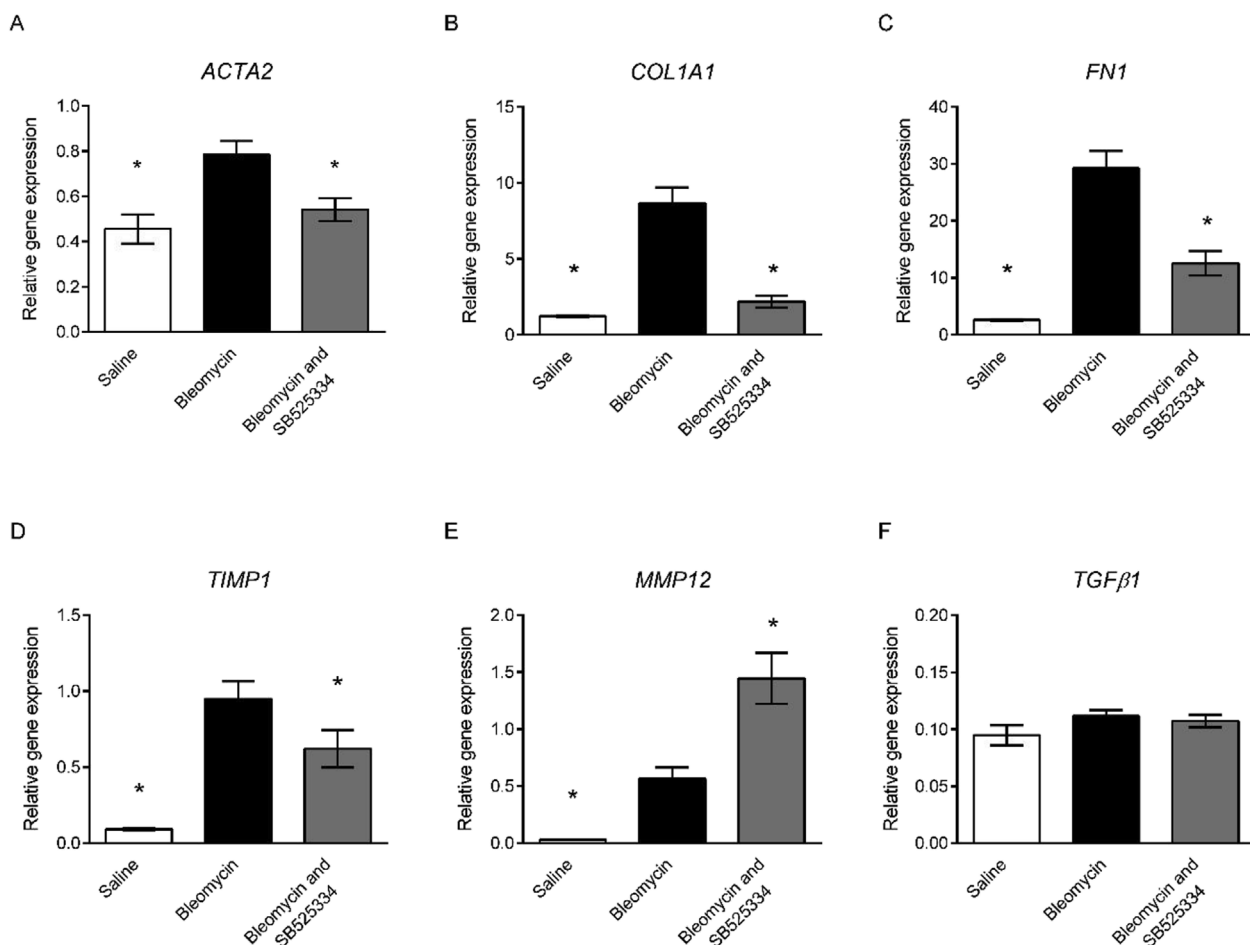 A
ACTA2
Relative gene expression
1.0
0.8
0.6
0.4
0.2
0.0
*
*
Saline
Bleomycin
Bleomycin and
SB525334
B
COL1A1
Relative gene expression
15
10
5
0
*
*
Saline
Bleomycin
Bleomycin and
SB525334
C
FN1
Relative gene expression
40
30
20
10
0
*
*
Saline
Bleomycin
Bleomycin and
SB525334
D
TIMP1
Relative gene expression
1.5
1.0
0.5
0.0
*
*
Saline
Bleomycin
Bleomycin and
SB525334
E
MMP12
Relative gene expression
2.0
1.5
1.0
0.5
0.0
*
*
Saline
Bleomycin
Bleomycin and
SB525334
F
TGFβ1
Relative gene expression
0.20
0.15
0.10
0.05
0.00
Saline
Bleomycin
Bleomycin and
SB525334